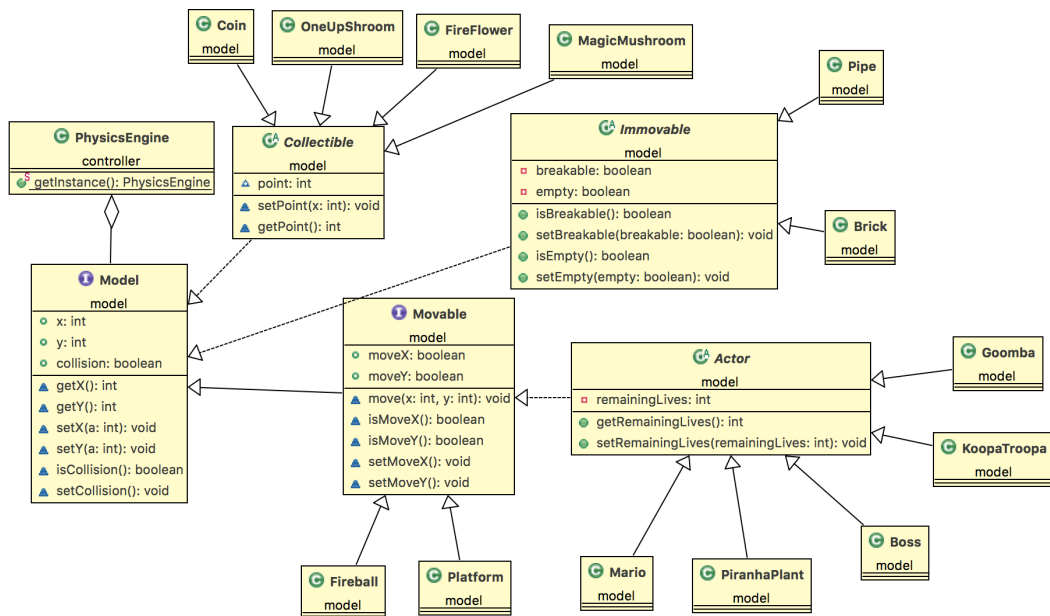 Coin
model
OneUpShroom
model
FireFlower
model
MagicMushroom
model
Pipe
model
PhysicsEngine
controller
getInstance(): PhysicsEngine
Collectible
model
point: int
setPoint(x: int): void
getPoint(): int
Immovable
model
breakable: boolean
empty: boolean
isBreakable(): boolean
setBreakable(breakable: boolean): void
isEmpty(): boolean
setEmpty(empty: boolean): void
Brick
model
Model
model
x: int
y: int
collision: boolean
getX(): int
getY(): int
setX(a: int): void
setY(a: int): void
isCollision(): boolean
setCollision(): void
Movable
model
moveX: boolean
moveY: boolean
move(x: int, y: int): void
isMoveX(): boolean
isMoveY(): boolean
setMoveX(): void
setMoveY(): void
Actor
model
remainingLives: int
getRemainingLives(): int
setRemainingLives(remainingLives: int): void
Goomba
model
KoopaTroopa
model
Fireball
model
Platform
model
Mario
model
PiranhaPlant
model
Boss
model